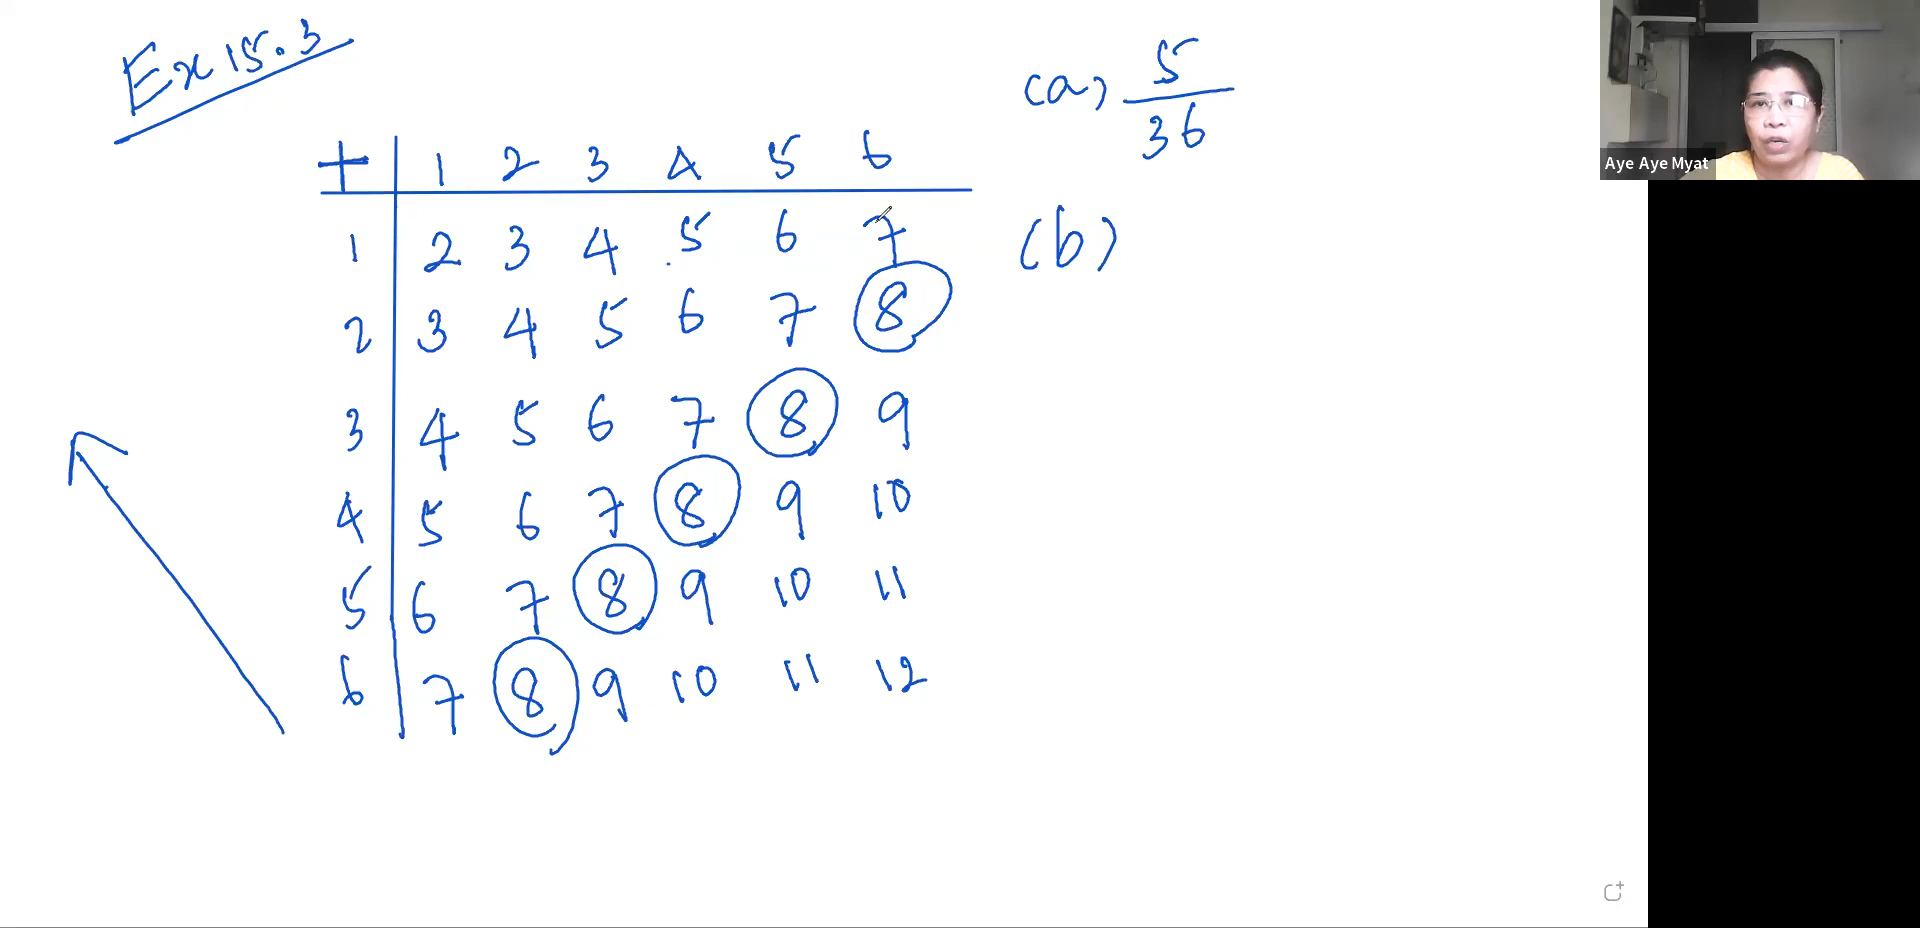 Ex 15.3
(a) 5/36
+ 1 2 3 4 5 6
1 2 3 4 5 6 7
2 3 4 5 6 7 8
3 4 5 6 7 8 9
4 5 6 7 8 9 10
5 6 7 8 9 10 11
6 7 8 9 10 11 12
(b)
Aye Aye Myat